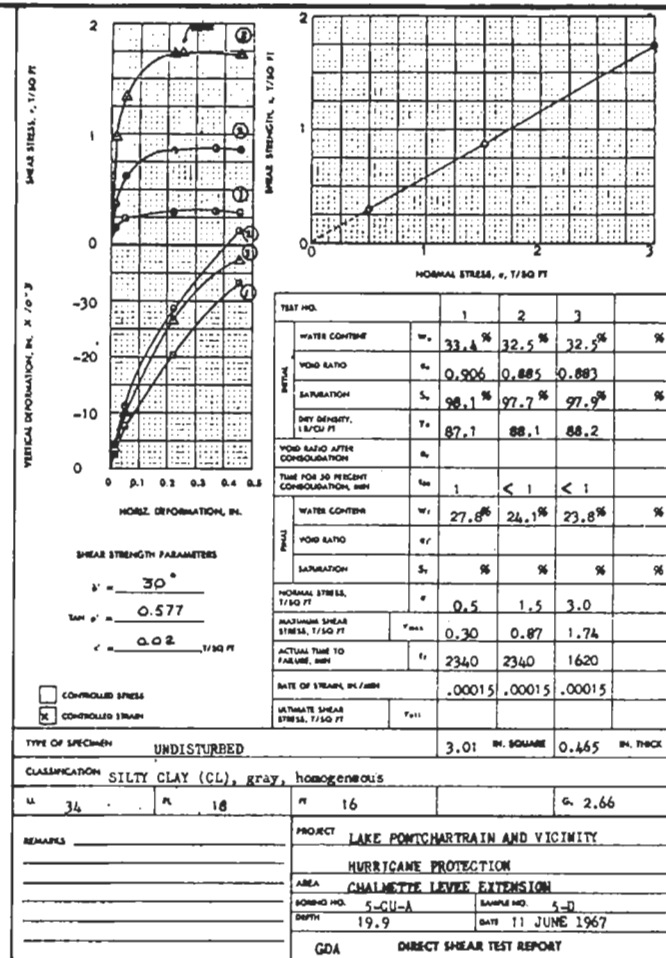 2
1
0
SHEAR STRESS, τ, T/SQ FT
3
2
1
2
3
1
-30
-20
-10
0
VERTICAL DEFORMATION, IN. X 10-3
0 0.1 0.2 0.3 0.4 0.5
HORIZ. DEFORMATION, IN.
2
1
0
SHEAR STRENGTH, s, T/SQ FT
0 1 2 3
NORMAL STRESS, σ, T/SQ FT
SHEAR STRENGTH PARAMETERS
φ' = 30°
TAN φ' = 0.577
c' = 0.02 T/SQ FT
CONTROLLED STRESS
X CONTROLLED STRAIN
TEST NO. 1 2 3
INITIAL
WATER CONTENT Wo 33.4 % 32.5 % 32.5 % %
VOID RATIO eo 0.906 0.885 0.883
SATURATION So 98.1 % 97.7 % 97.9 % %
DRY DENSITY, LB/CU FT γd 87.1 88.1 88.2
VOID RATIO AFTER CONSOLIDATION ec
TIME FOR 50 PERCENT CONSOLIDATION, MIN t50 1 < 1 < 1
FINAL
WATER CONTENT Wf 27.8% 24.1% 23.8% %
VOID RATIO ef
SATURATION Sf % % % %
NORMAL STRESS, T/SQ FT σ 0.5 1.5 3.0
MAXIMUM SHEAR STRESS, T/SQ FT τmax 0.30 0.87 1.74
ACTUAL TIME TO FAILURE, MIN tf 2340 2340 1620
RATE OF STRAIN, IN./MIN .00015 .00015 .00015
ULTIMATE SHEAR STRESS, T/SQ FT τult
TYPE OF SPECIMEN UNDISTURBED 3.01 IN. SQUARE 0.465 IN. THICK
CLASSIFICATION SILTY CLAY (CL), gray, homogeneous
LL 34 PL 18 PI 16 Gs 2.66
REMARKS
PROJECT LAKE PONTCHARTRAIN AND VICINITY
HURRICANE PROTECTION
AREA CHALMETTE LEVEE EXTENSION
BORING NO. 5-CU-A SAMPLE NO. 5-D
DEPTH 19.9 DATE 11 JUNE 1967
GDA DIRECT SHEAR TEST REPORT